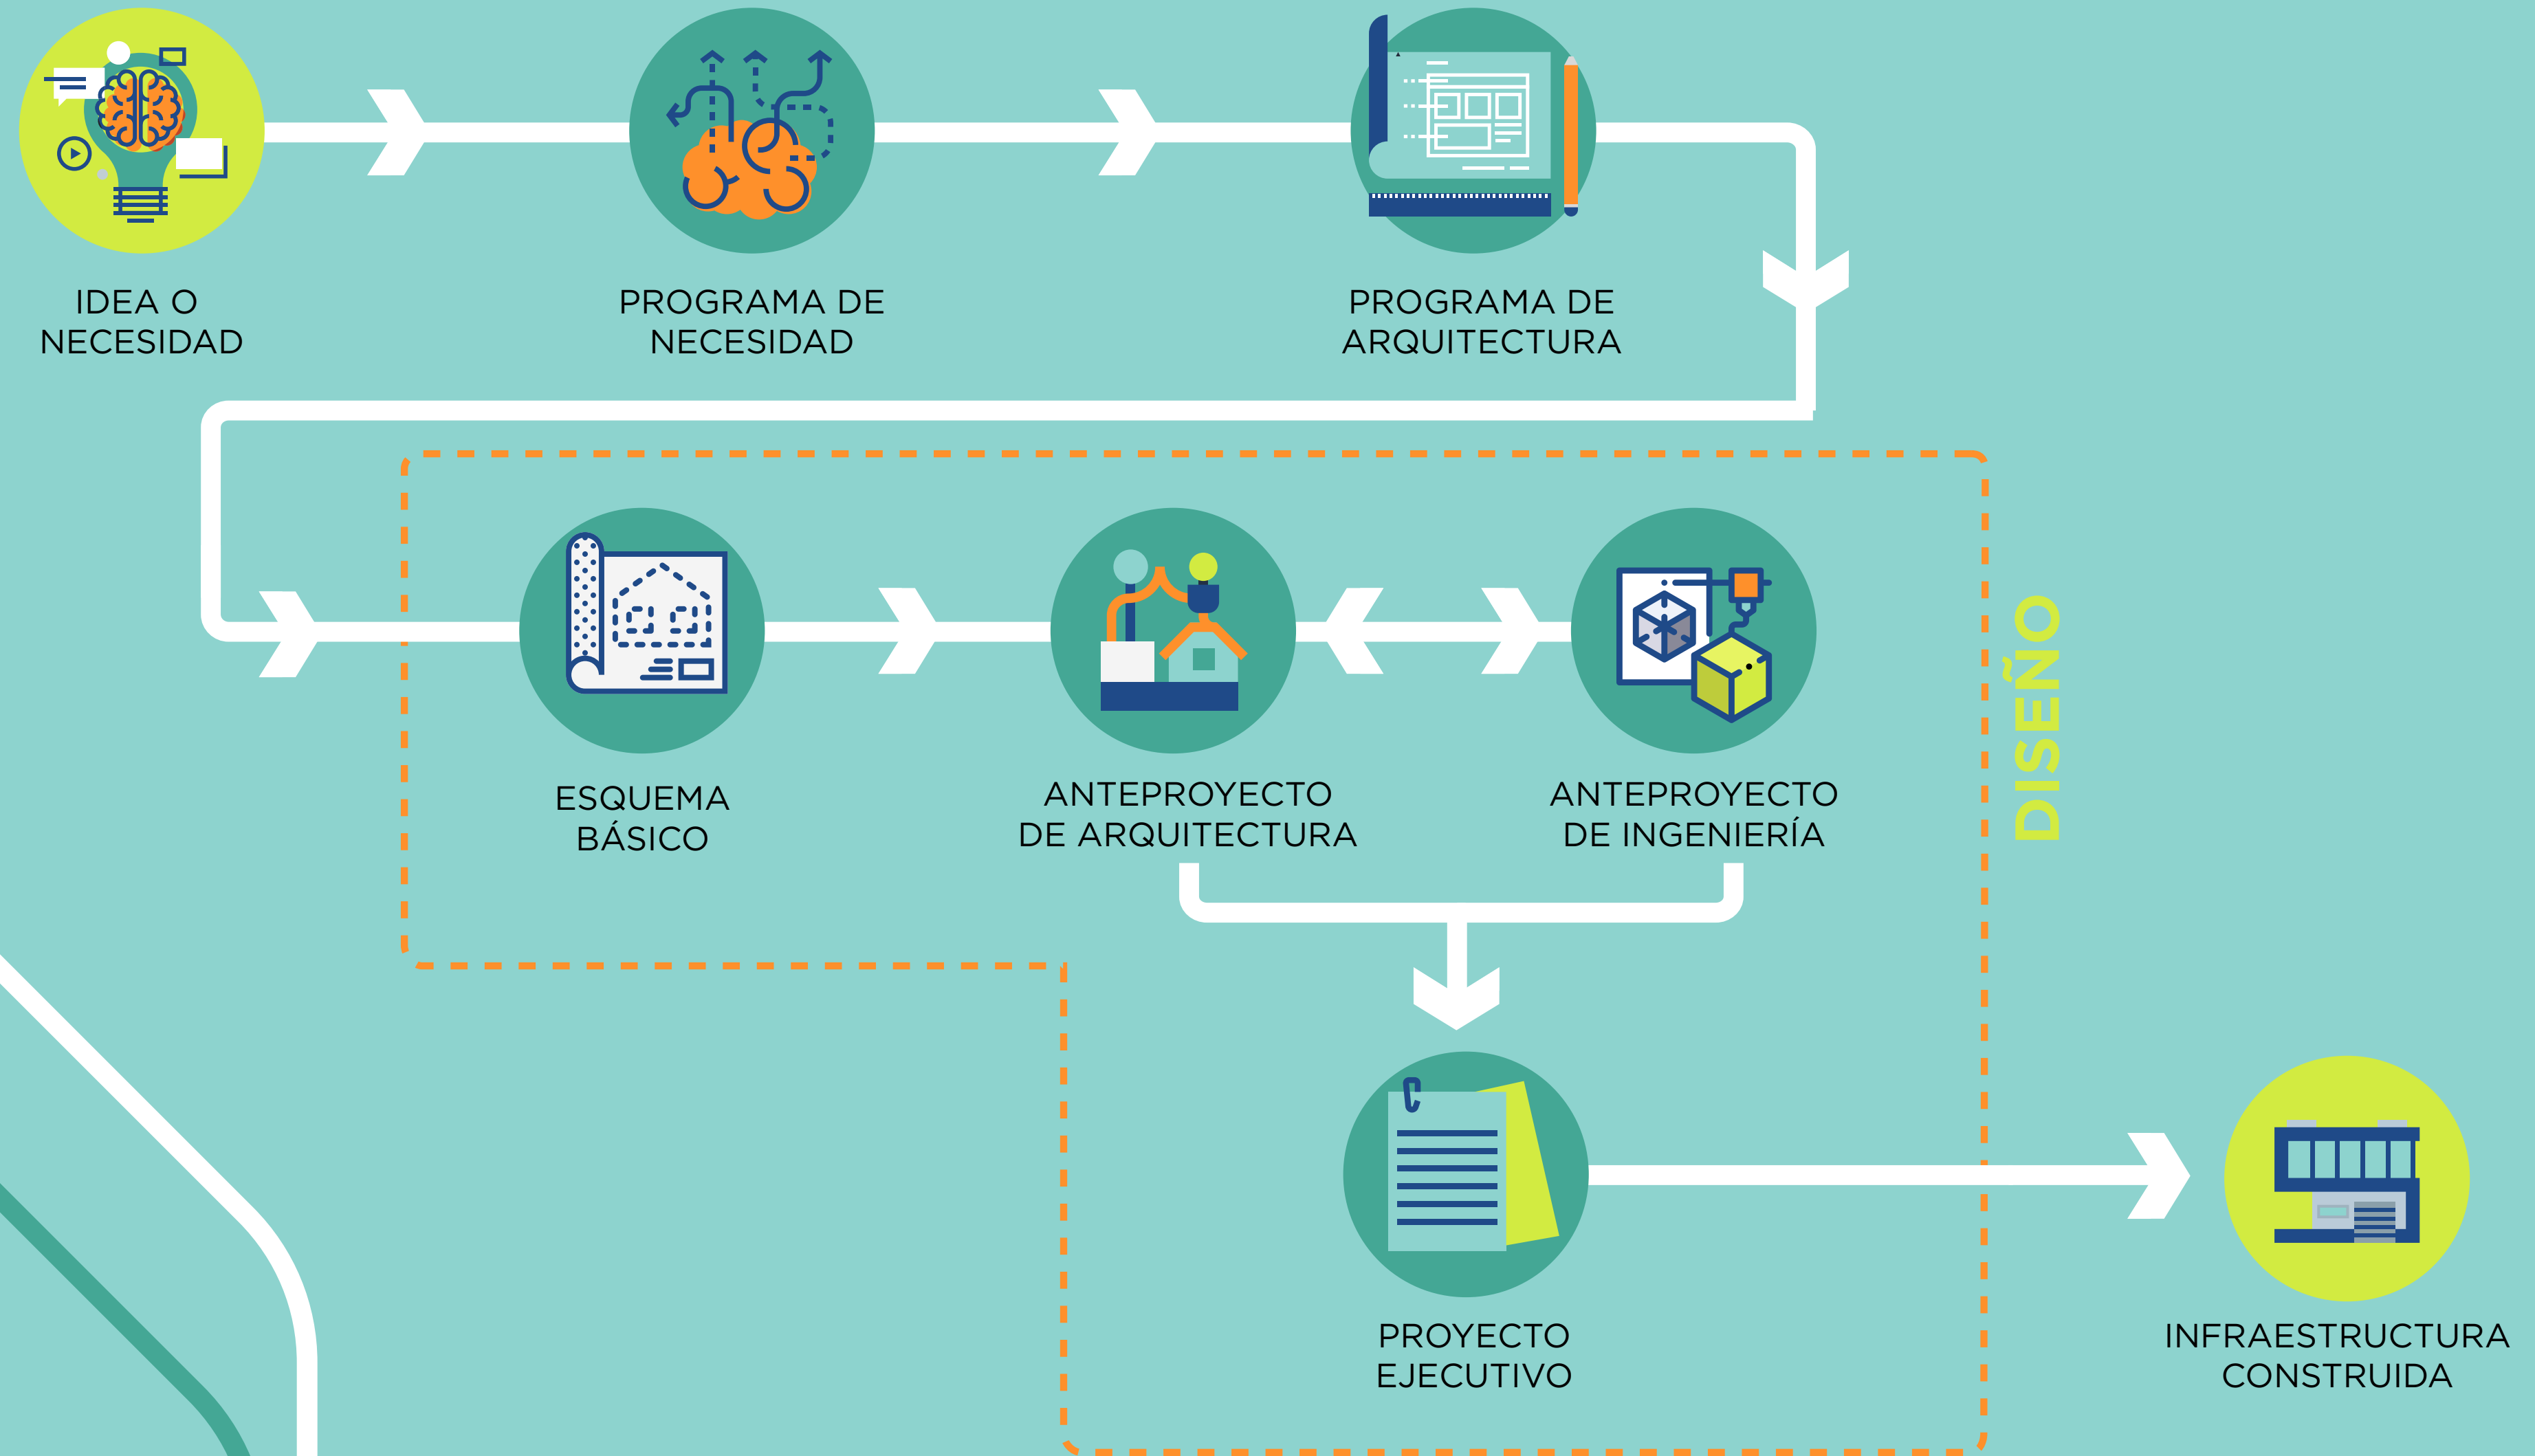 IDEA O
NECESIDAD
PROGRAMA DE
NECESIDAD
PROGRAMA DE
ARQUITECTURA
ESQUEMA
BÁSICO
ANTEPROYECTO
DE ARQUITECTURA
ANTEPROYECTO
DE INGENIERÍA
DISEÑO
PROYECTO
EJECUTIVO
INFRAESTRUCTURA
CONSTRUIDA